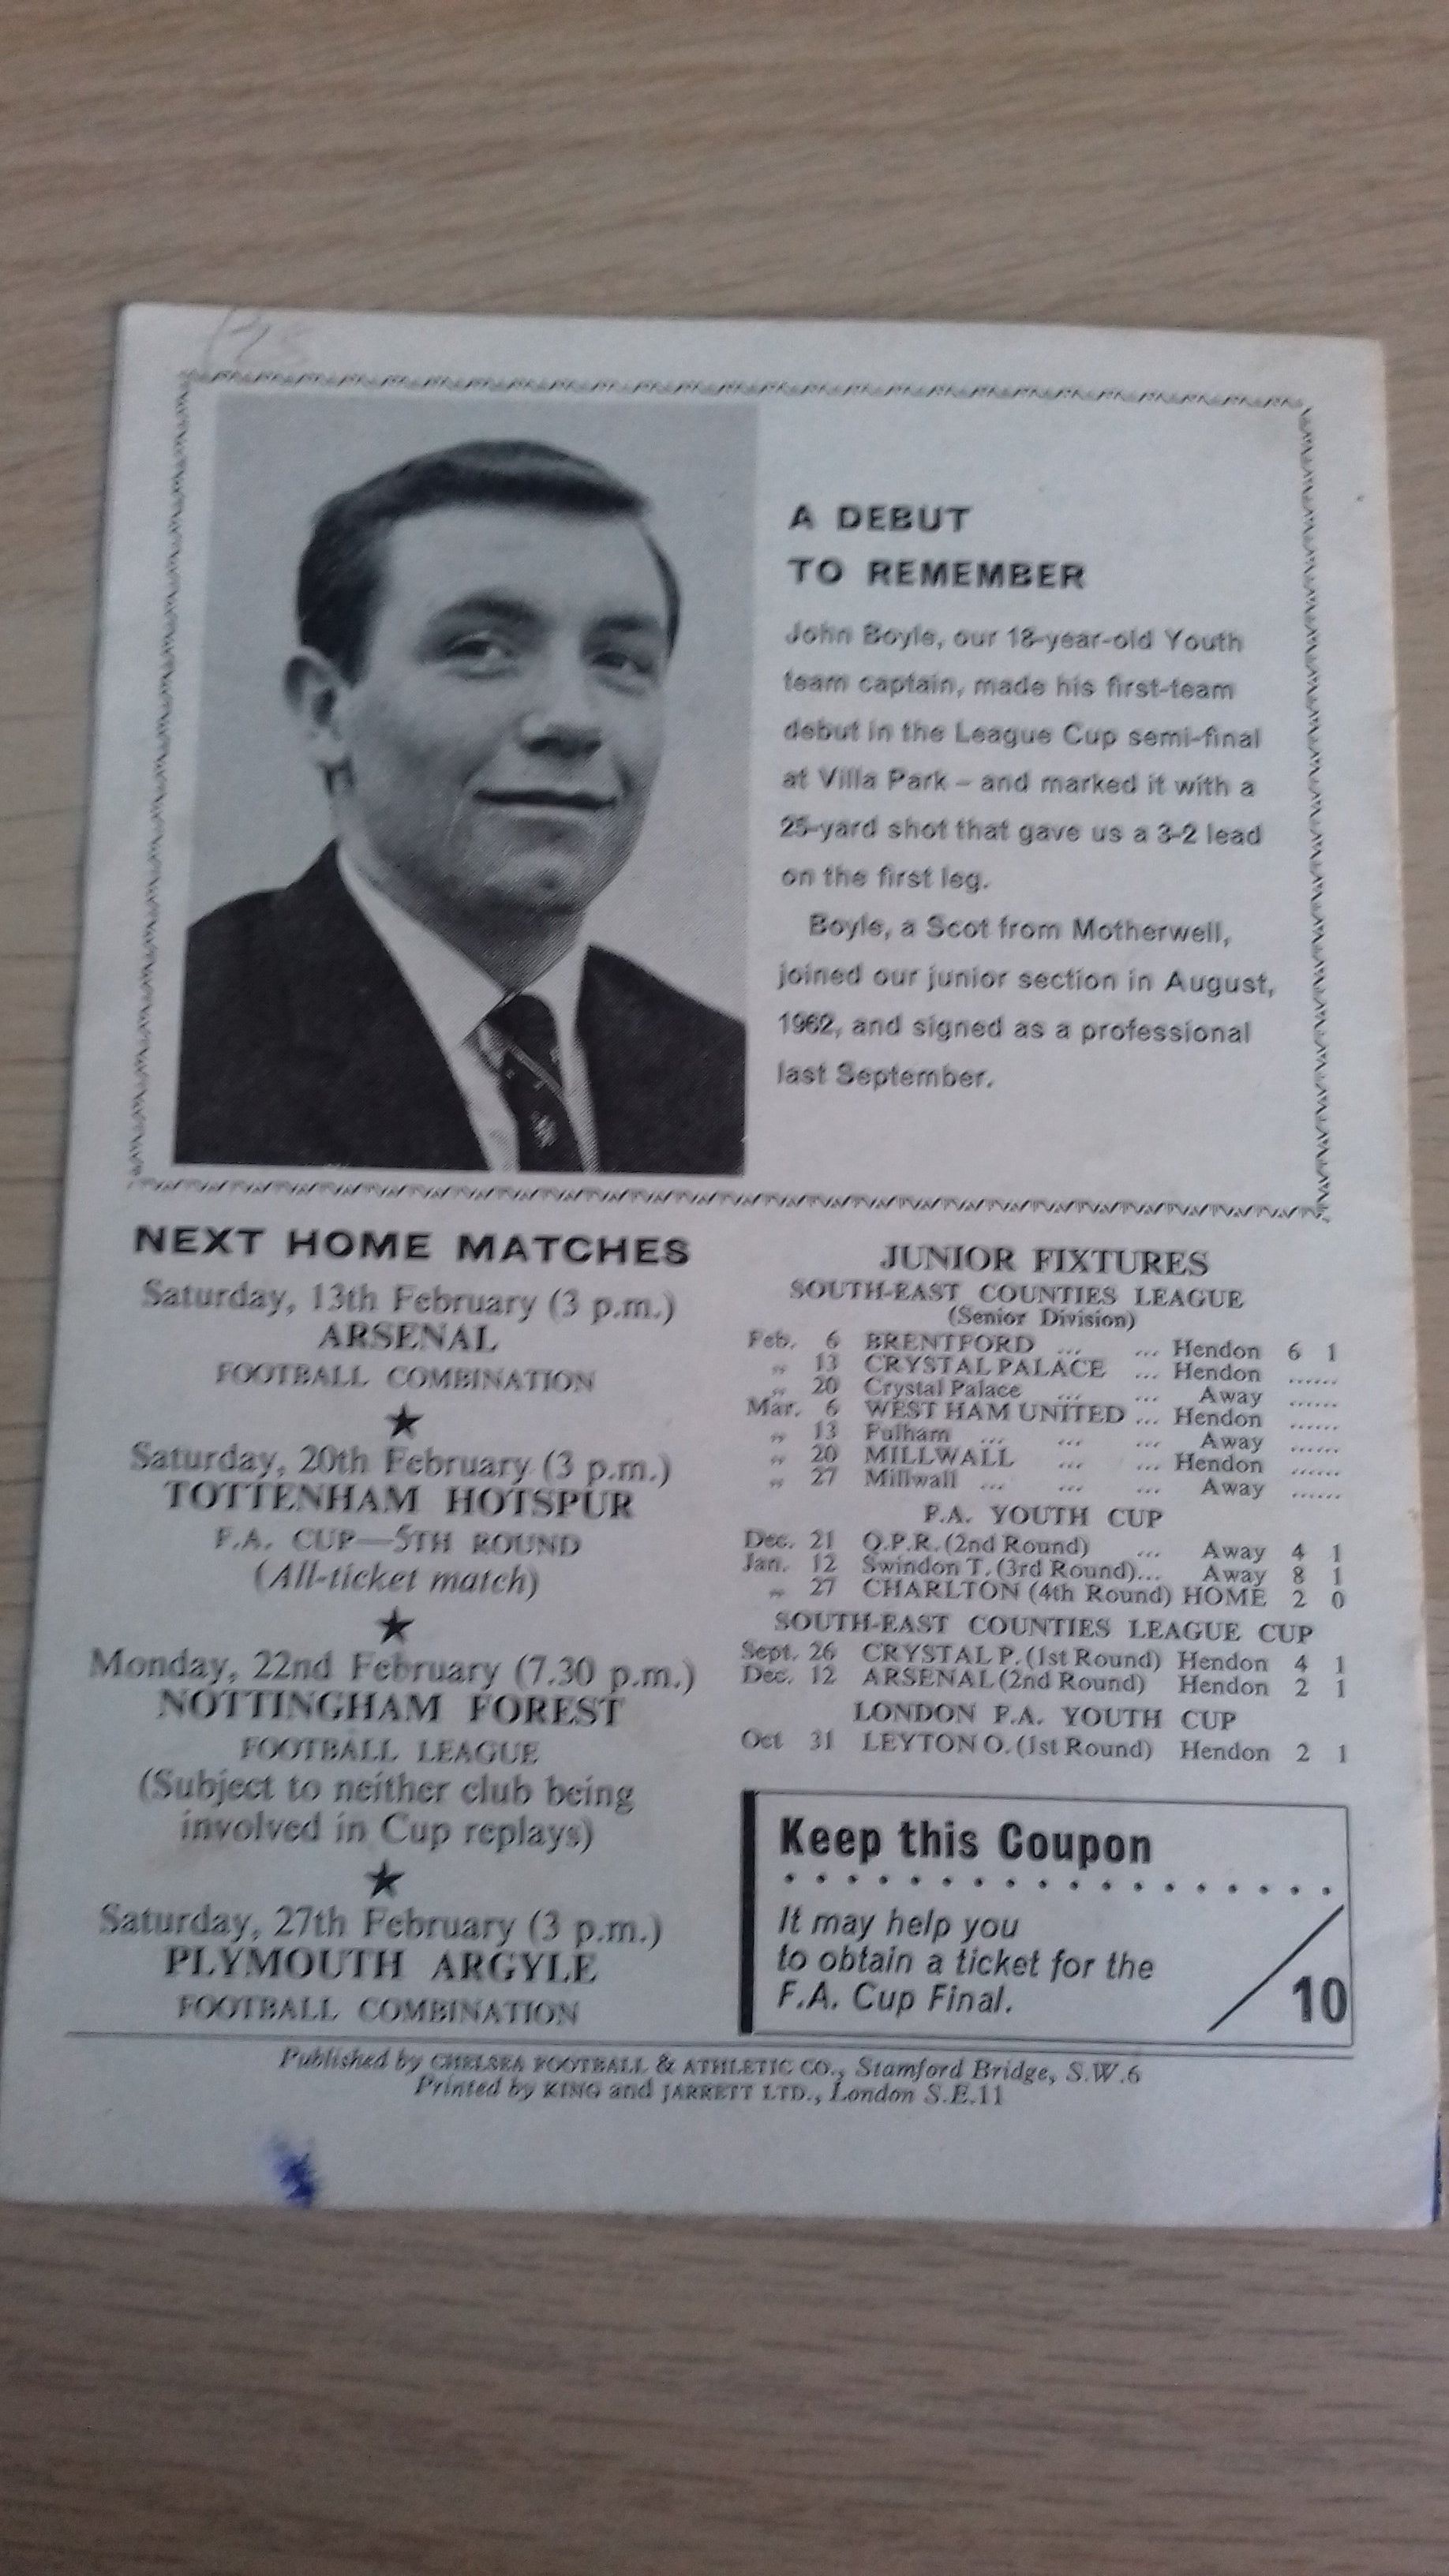 A DEBUT
TO REMEMBER
John Boyle, our 18-year-old Youth
team captain, made his first-team
debut in the League Cup semi-final
at Villa Park – and marked it with a
25-yard shot that gave us a 3-2 lead
on the first leg.
Boyle, a Scot from Motherwell,
joined our junior section in August,
1962, and signed as a professional
last September.
NEXT HOME MATCHES
Saturday, 13th February (3 p.m.)
ARSENAL
FOOTBALL COMBINATION
★
Saturday, 20th February (3 p.m.)
TOTTENHAM HOTSPUR
F.A. CUP—5TH ROUND
(All-ticket match)
★
Monday, 22nd February (7.30 p.m.)
NOTTINGHAM FOREST
FOOTBALL LEAGUE
(Subject to neither club being
involved in Cup replays)
★
Saturday, 27th February (3 p.m.)
PLYMOUTH ARGYLE
FOOTBALL COMBINATION
JUNIOR FIXTURES
SOUTH-EAST COUNTIES LEAGUE
(Senior Division)
Feb. 6 BRENTFORD ... ... Hendon 6 1
„ 13 CRYSTAL PALACE ... Hendon ......
„ 20 Crystal Palace ... ... Away ......
Mar. 6 WEST HAM UNITED ... Hendon ......
„ 13 Fulham ... ... ... Away ......
„ 20 MILLWALL ... ... Hendon ......
„ 27 Millwall ... ... ... Away ......
F.A. YOUTH CUP
Dec. 21 Q.P.R. (2nd Round) ... Away 4 1
Jan. 12 Swindon T. (3rd Round)... Away 8 1
„ 27 CHARLTON (4th Round) HOME 2 0
SOUTH-EAST COUNTIES LEAGUE CUP
Sept. 26 CRYSTAL P. (1st Round) Hendon 4 1
Dec. 12 ARSENAL (2nd Round) Hendon 2 1
LONDON F.A. YOUTH CUP
Oct 31 LEYTON O. (1st Round) Hendon 2 1
Keep this Coupon
It may help you
to obtain a ticket for the
F.A. Cup Final.
/10
Published by CHELSEA FOOTBALL & ATHLETIC CO., Stamford Bridge, S.W.6
Printed by KING and JARRETT LTD., London S.E.11